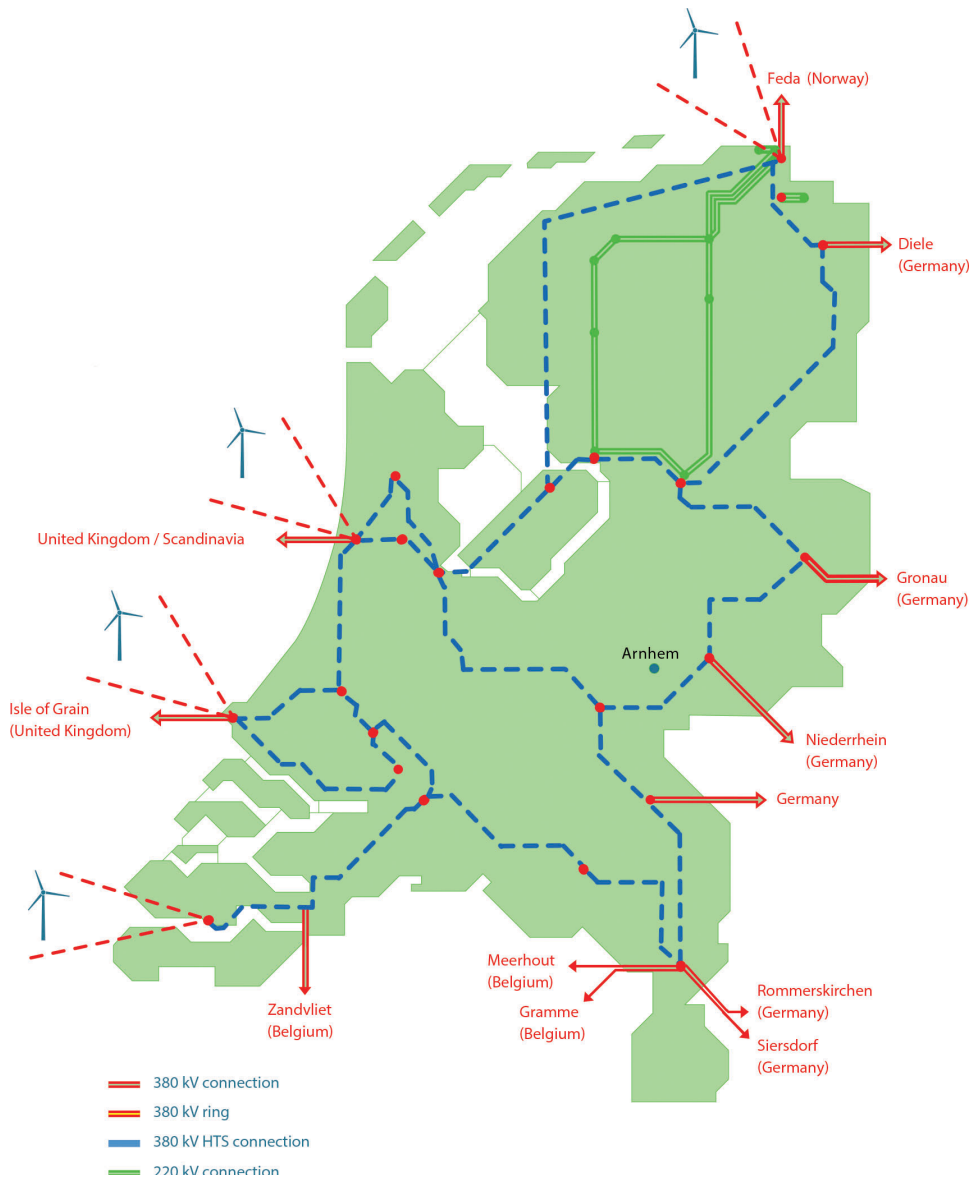 Feda (Norway)
Diele
(Germany)
United Kingdom / Scandinavia
Gronau
(Germany)
Arnhem
Isle of Grain
(United Kingdom)
Niederrhein
(Germany)
Germany
Meerhout
(Belgium)
Gramme
(Belgium)
Rommerskirchen
(Germany)
Zandvliet
(Belgium)
Siersdorf
(Germany)
380 kV connection
380 kV ring
380 kV HTS connection
220 kV connection